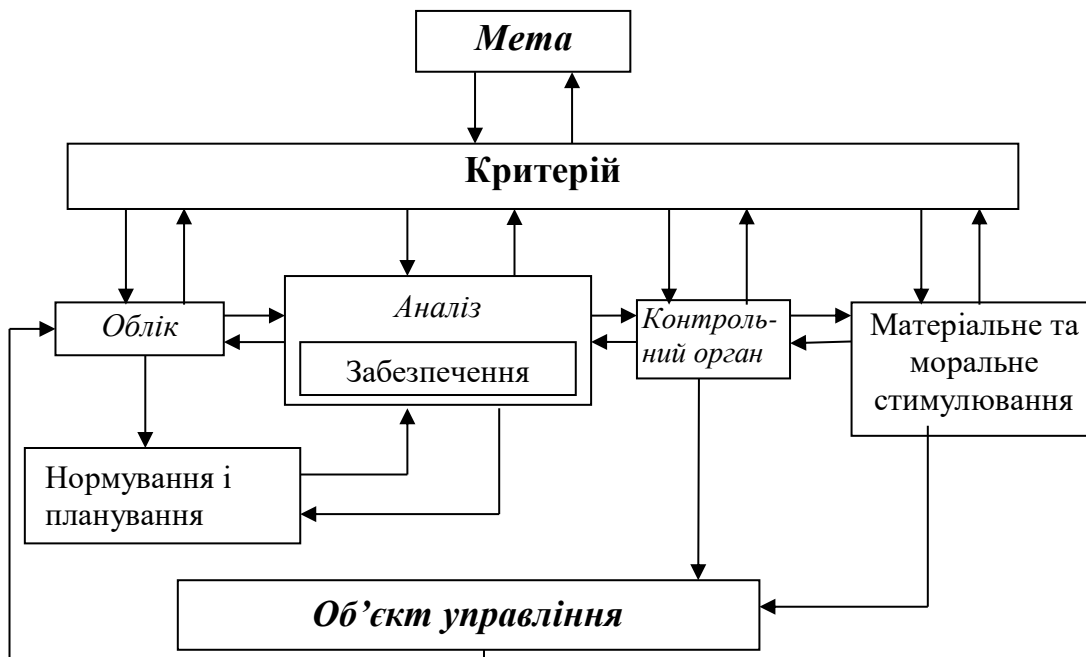 Мета
Критерій
Облік
Аналіз
Забезпечення
Контроль-
ний орган
Матеріальне та
моральне
стимулювання
Нормування і
планування
Об’єкт управління